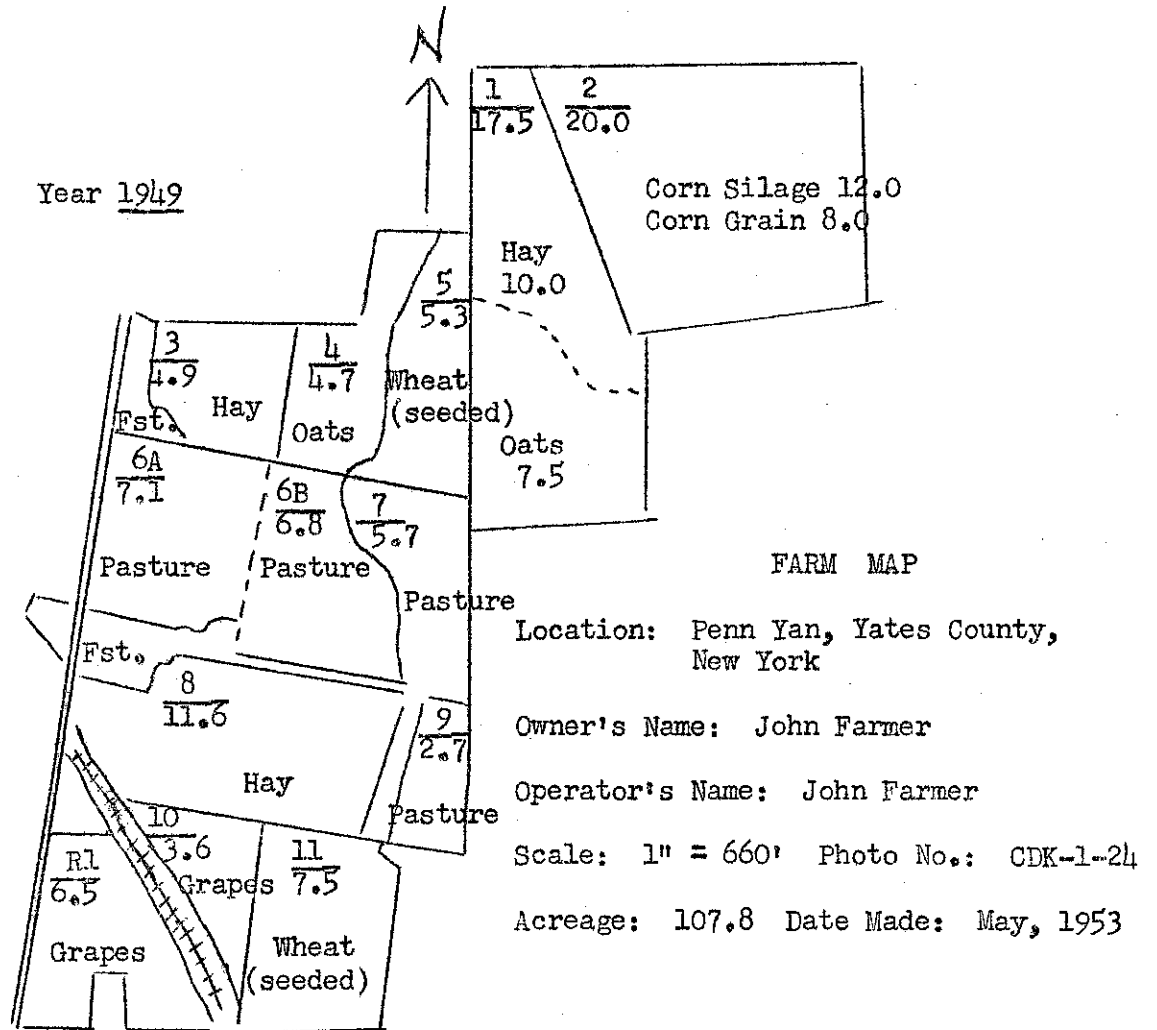 N
Year 1949
1
17.5
2
20.0
Corn Silage 12.0
Corn Grain 8.0
Hay
10.0
5
5.3
3
4.9
4
4.7
Wheat
(seeded)
Fst.
Hay
Oats
Oats
7.5
6A
7.1
6B
6.8
7
5.7
Pasture
Pasture
Pasture
Fst.
8
11.6
9
2.7
Hay
Pasture
10
3.6
Grapes
11
7.5
R1
6.5
Grapes
Wheat
(seeded)
FARM MAP
Location: Penn Yan, Yates County,
New York
Owner's Name: John Farmer
Operator's Name: John Farmer
Scale: 1" = 660' Photo No.: CDK-1-24
Acreage: 107.8 Date Made: May, 1953